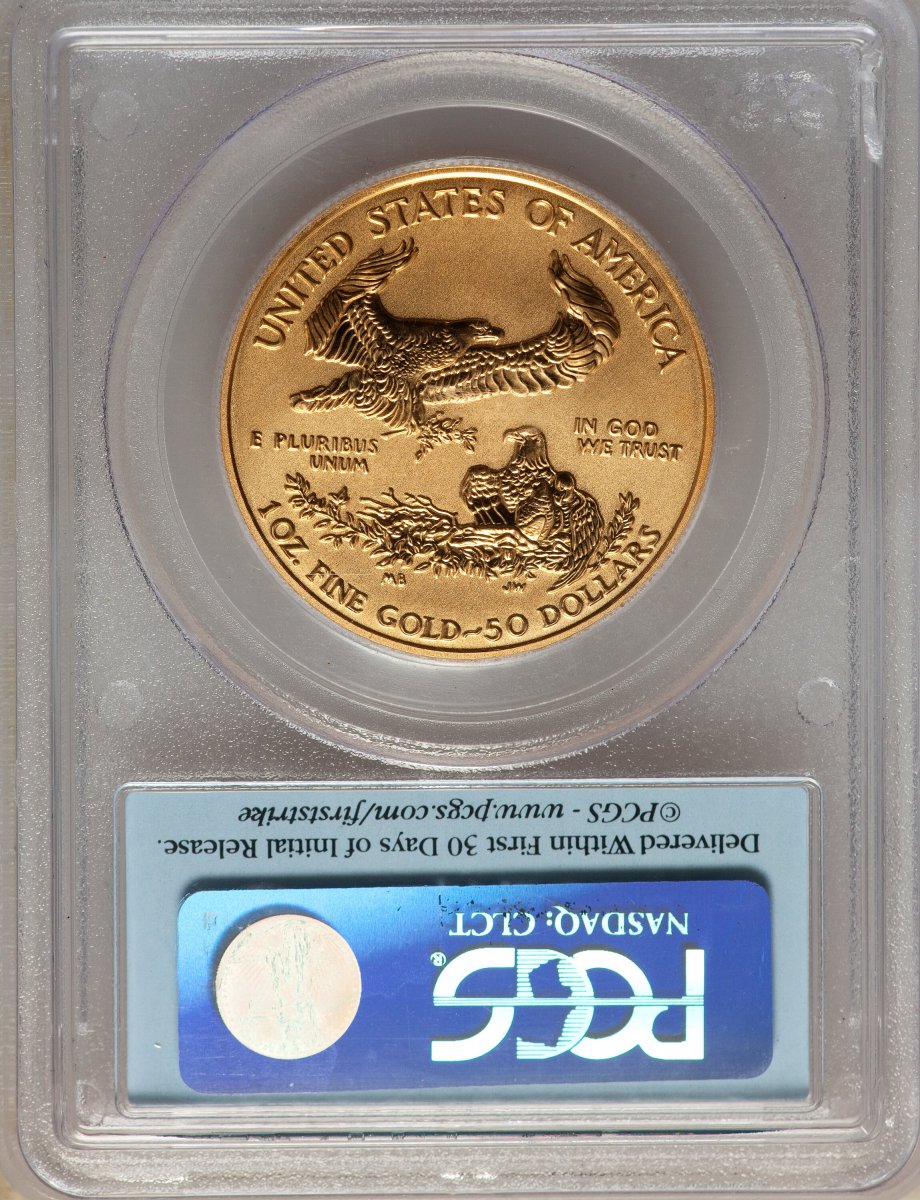 UNITED STATES OF AMERICA
E PLURIBUS
UNUM
IN GOD
WE TRUST
MB
JW
1 OZ. FINE GOLD~50 DOLLARS
PCGS®
NASDAQ: CLCT
Delivered Within First 30 Days of Initial Release.
©PCGS - www.pcgs.com/firststrike